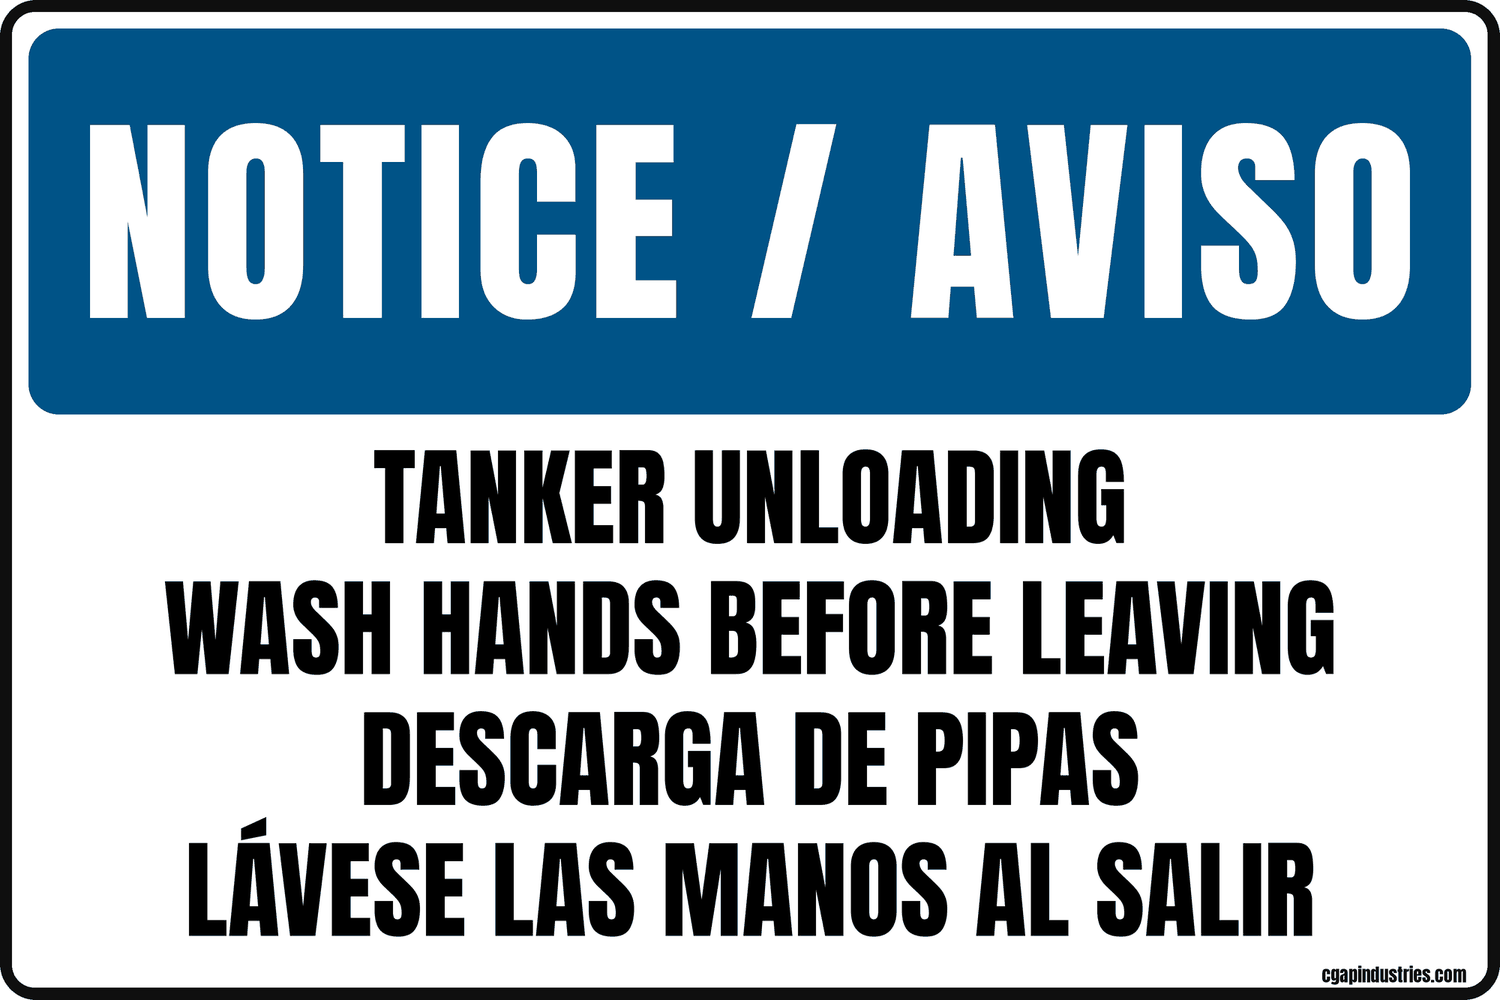 NOTICE / AVISO
TANKER UNLOADING
WASH HANDS BEFORE LEAVING
DESCARGA DE PIPAS
LÁVESE LAS MANOS AL SALIR
cgapindustries.com